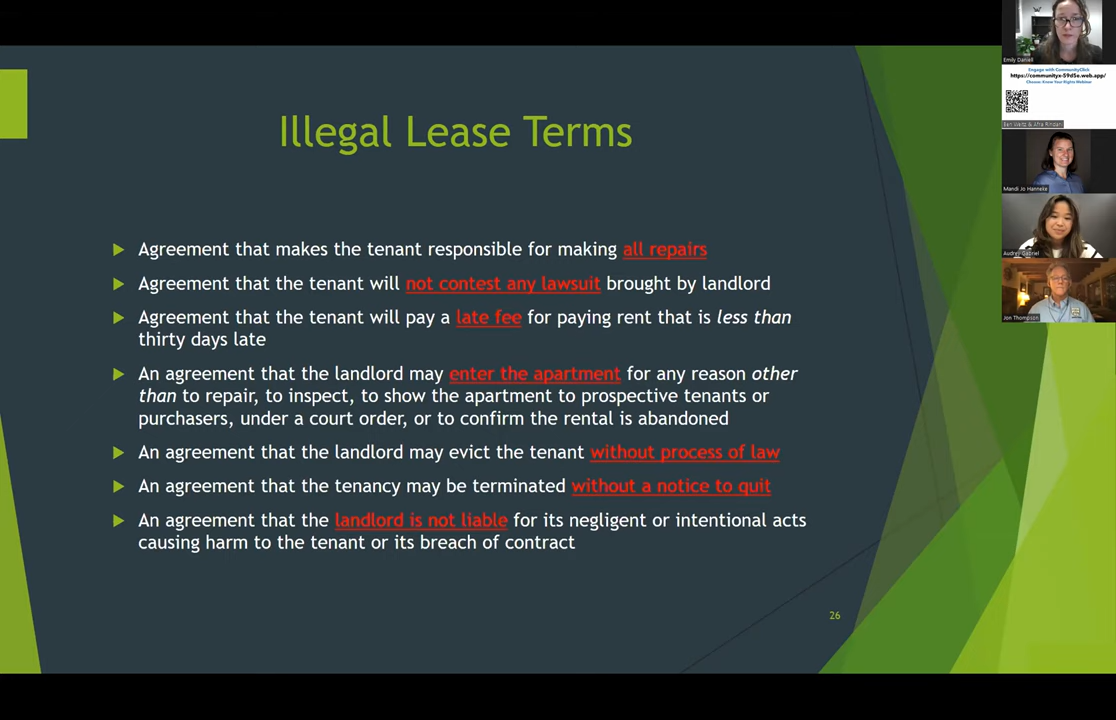 Illegal Lease Terms
Agreement that makes the tenant responsible for making all repairs
Agreement that the tenant will not contest any lawsuit brought by landlord
Agreement that the tenant will pay a late fee for paying rent that is less than
thirty days late
An agreement that the landlord may enter the apartment for any reason other
than to repair, to inspect, to show the apartment to prospective tenants or
purchasers, under a court order, or to confirm the rental is abandoned
An agreement that the landlord may evict the tenant without process of law
An agreement that the tenancy may be terminated without a notice to quit
An agreement that the landlord is not liable for its negligent or intentional acts
causing harm to the tenant or its breach of contract
26
Emily Daniell
Engage with CommunityClick
https://communityx-59d5e.web.app/
Choose: Know Your Rights Webinar
Ben Weitz & Afra Rindani
Mandi Jo Hanneke
Audrey Gabriel
Jon Thompson